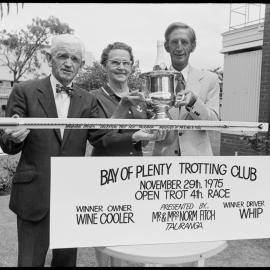 BAY OF PLENTY TROTTING CLUB
NOVEMBER 29TH. 1975
OPEN TROT 4TH. RACE
WINNER OWNER
WINE COOLER
PRESENTED BY
MR & MRS NORM FITCH
TAURANGA
WINNER DRIVER
WHIP